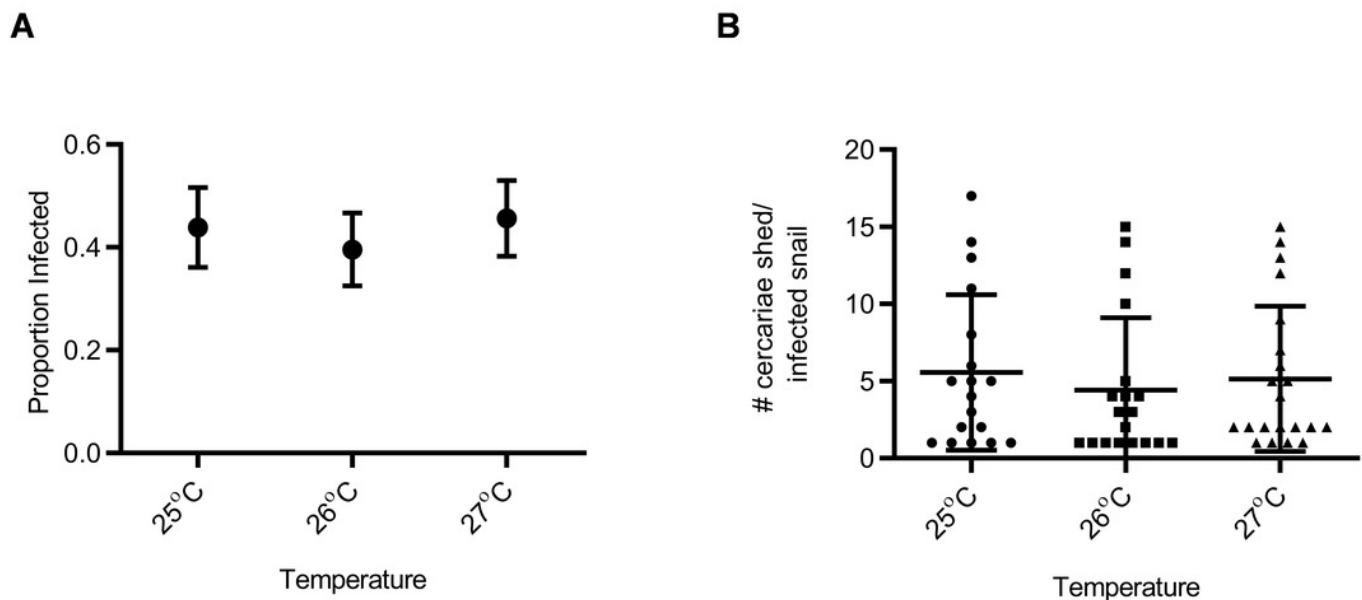 A
B
0.6
0.4
0.2
0.0
Proportion Infected
25°C
26°C
27°C
Temperature
20
15
10
5
0
# cercariae shed/
infected snail
25°C
26°C
27°C
Temperature